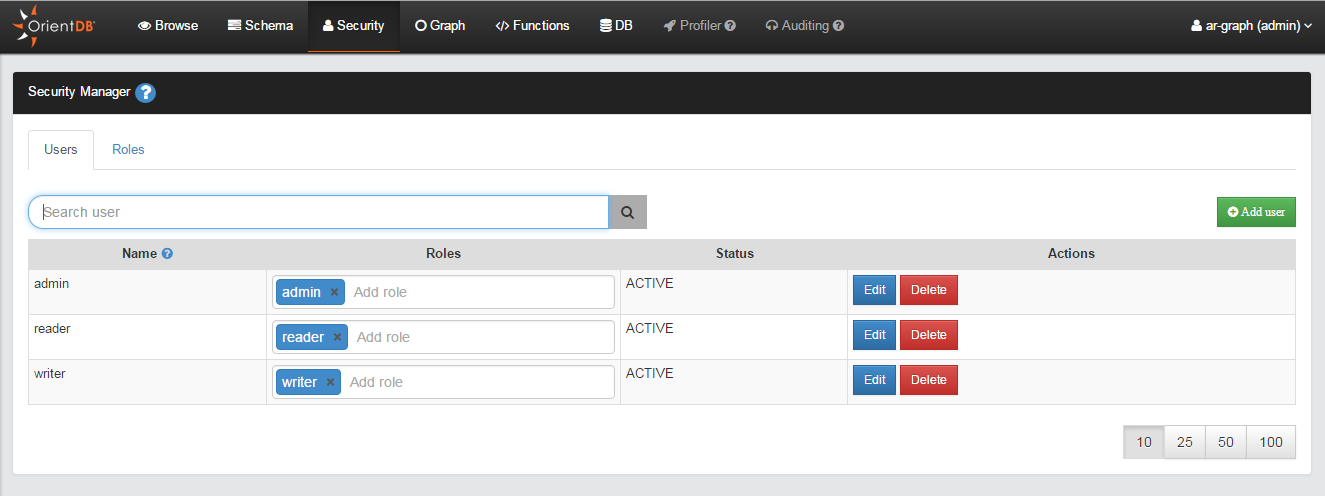 OrientDB Browse Schema Security Graph Functions DB Profiler Auditing ar-graph (admin)
Security Manager
Users Roles
Search user Add user
Name Roles Status Actions
admin admin × Add role ACTIVE Edit Delete
reader reader × Add role ACTIVE Edit Delete
writer writer × Add role ACTIVE Edit Delete
10 25 50 100